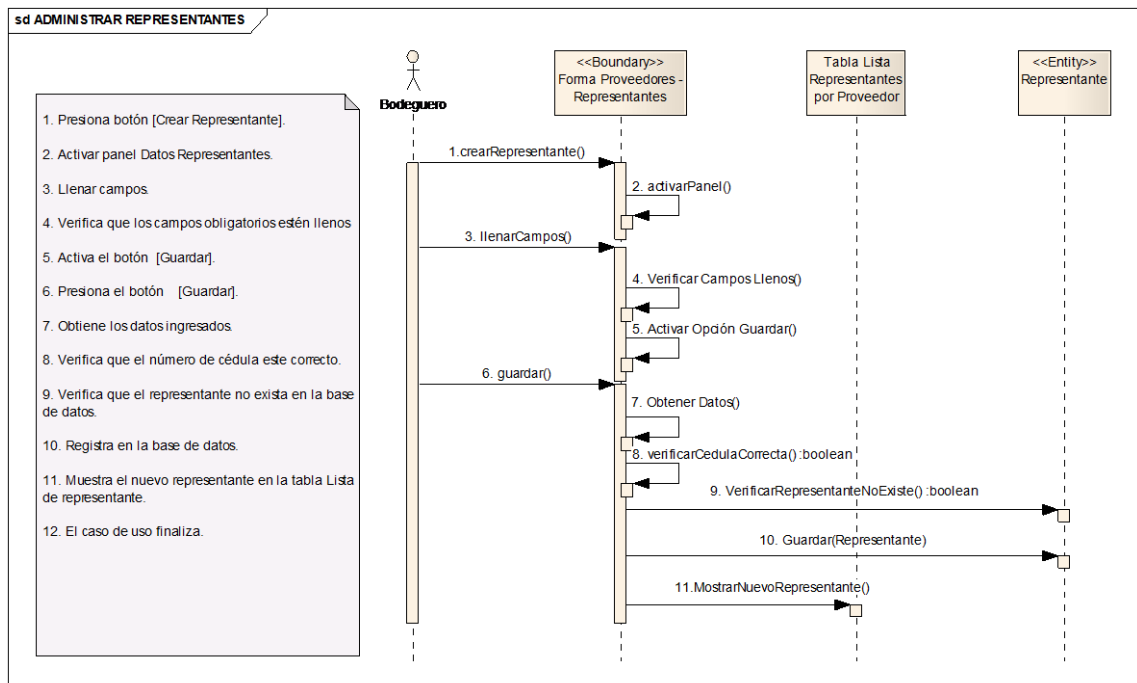 sd ADMINISTRAR REPRESENTANTES
1. Presiona botón [Crear Representante].
2. Activar panel Datos Representantes.
3. Llenar campos.
4. Verifica que los campos obligatorios estén llenos
5. Activa el botón [Guardar].
6. Presiona el botón [Guardar].
7. Obtiene los datos ingresados.
8. Verifica que el número de cédula este correcto.
9. Verifica que el representante no exista en la base
de datos.
10. Registra en la base de datos.
11. Muestra el nuevo representante en la tabla Lista
de representante.
12. El caso de uso finaliza.
Bodeguero
<<Boundary>>
Forma Proveedores -
Representantes
Tabla Lista
Representantes
por Proveedor
<<Entity>>
Representante
1.crearRepresentante()
2. activarPanel()
3. llenarCampos()
4. Verificar Campos Llenos()
5. Activar Opción Guardar()
6. guardar()
7. Obtener Datos()
8. verificarCedulaCorrecta() :boolean
9. VerificarRepresentanteNoExiste() :boolean
10. Guardar(Representante)
11.MostrarNuevoRepresentante()